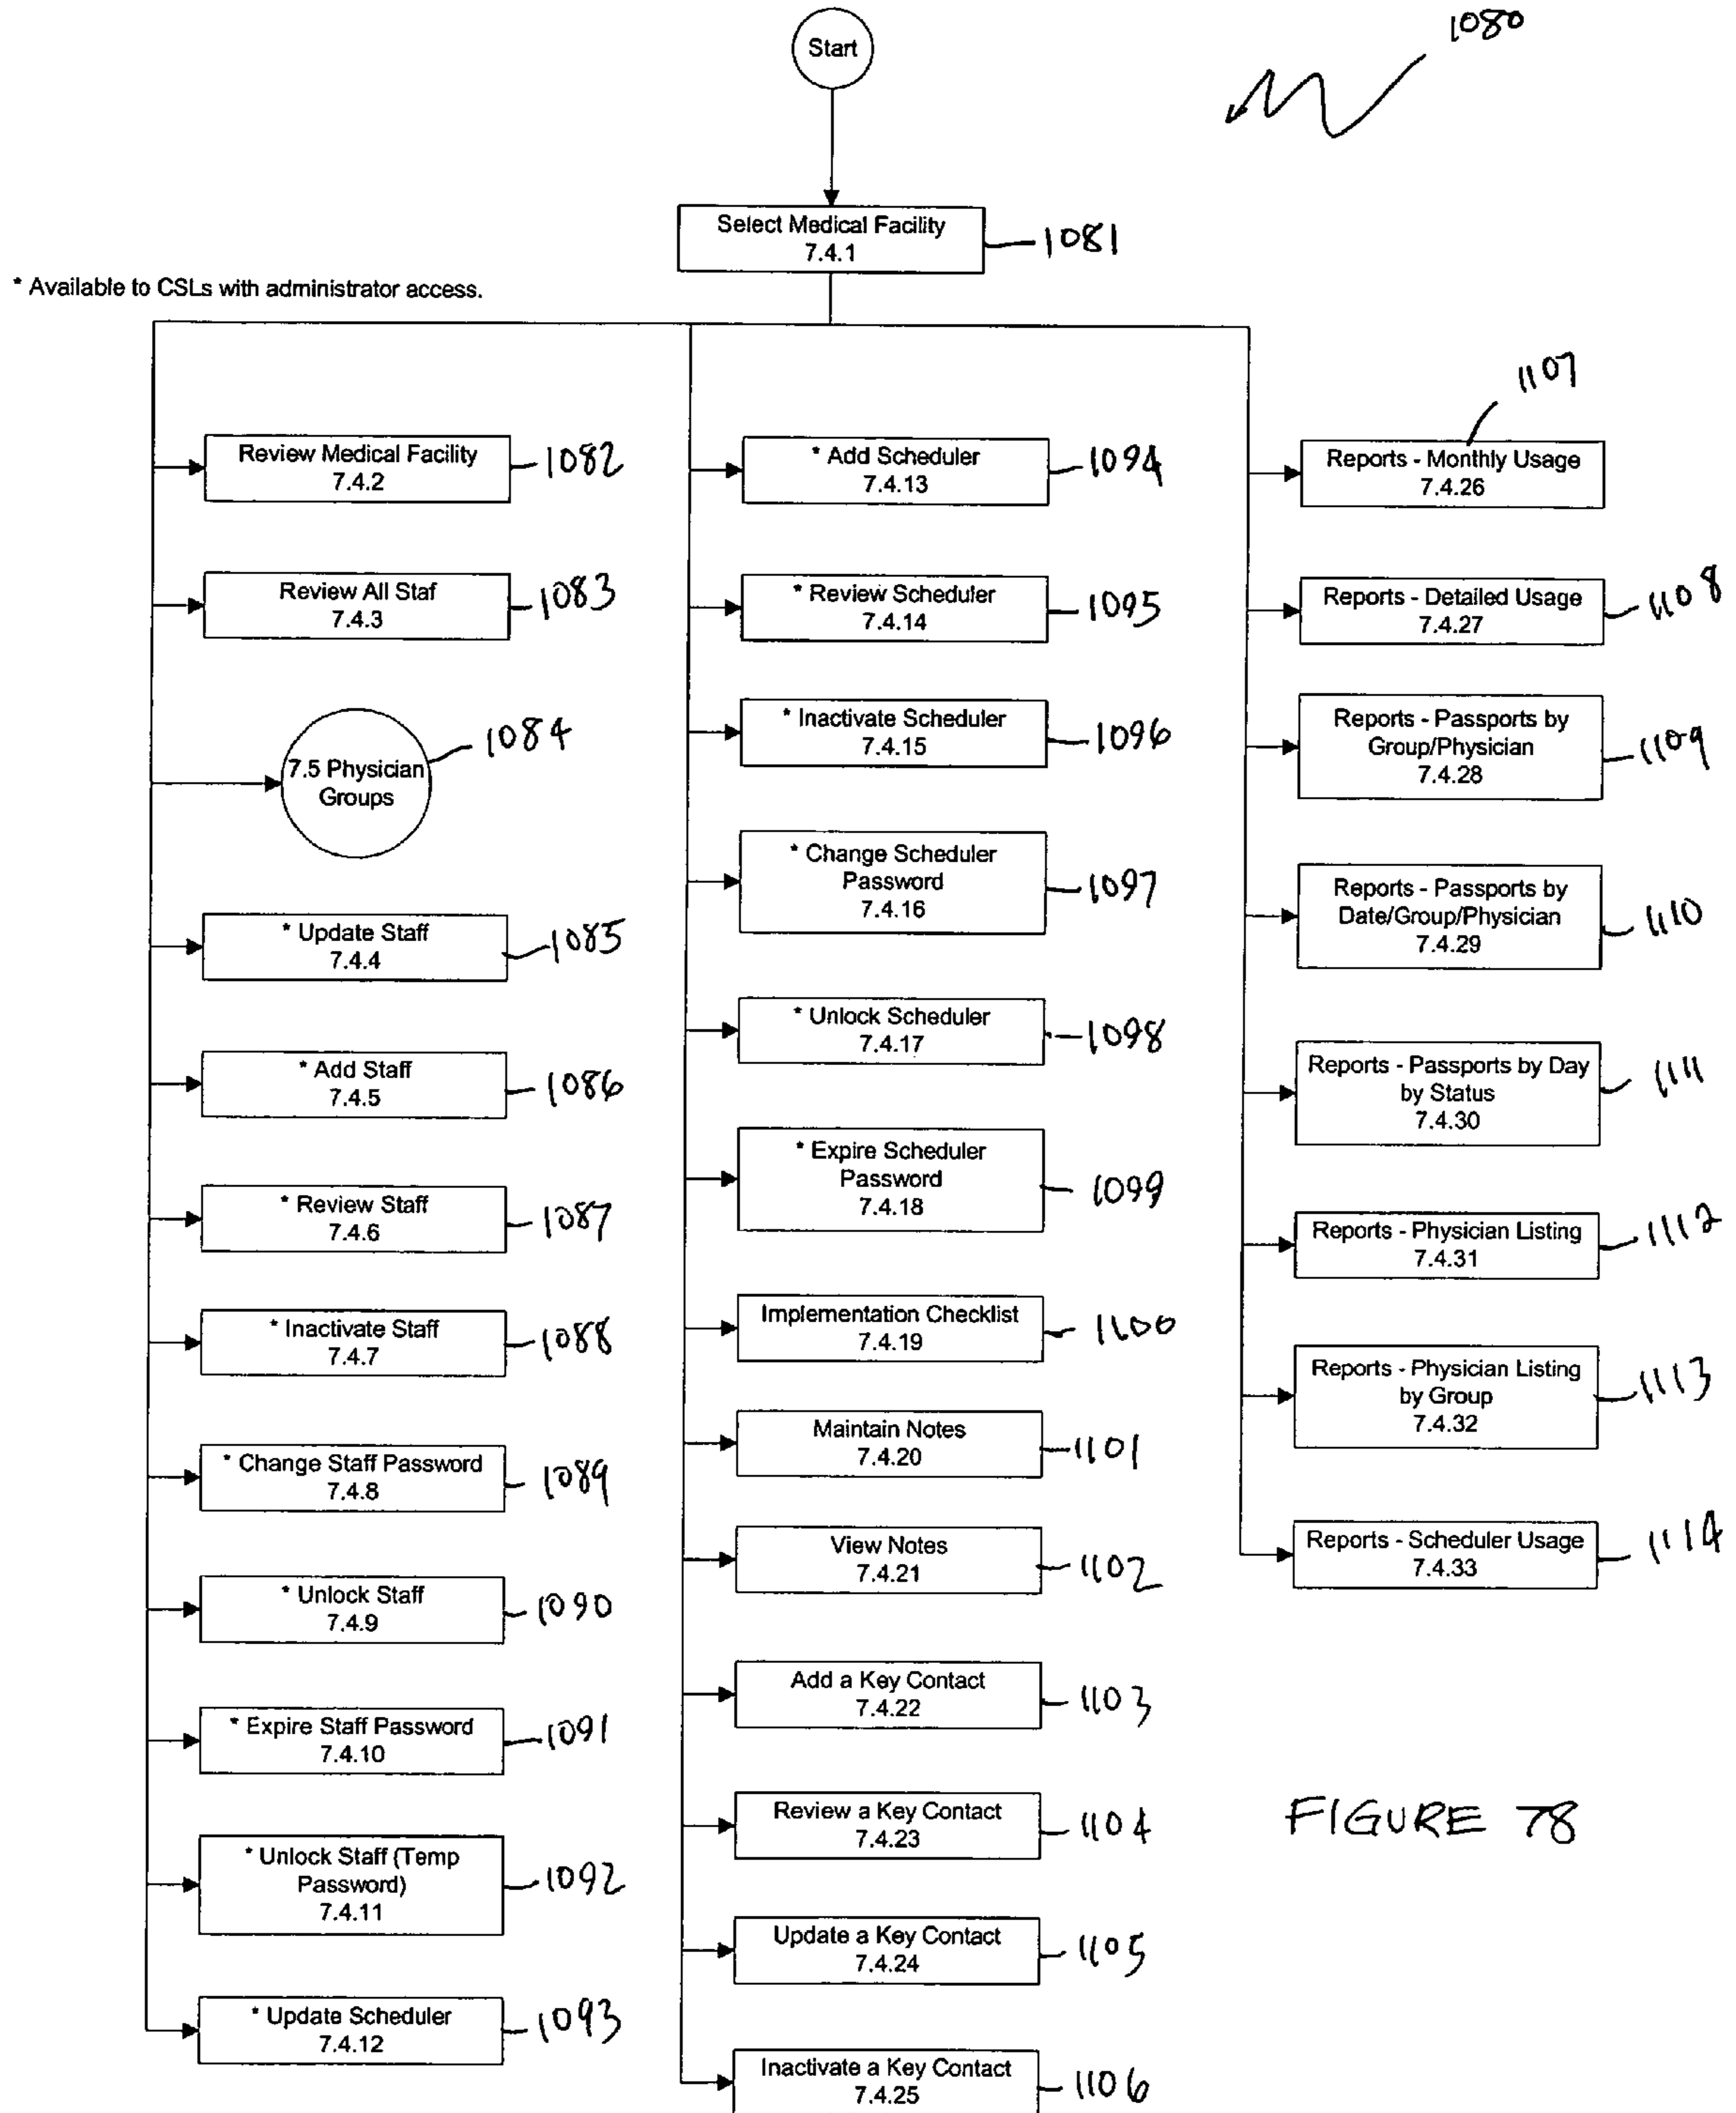 Start
1080
Select Medical Facility
7.4.1
1081
* Available to CSLs with administrator access.
Review Medical Facility
7.4.2
1082
Review All Staf
7.4.3
1083
7.5 Physician
Groups
1084
* Update Staff
7.4.4
1085
* Add Staff
7.4.5
1086
* Review Staff
7.4.6
1087
* Inactivate Staff
7.4.7
1088
* Change Staff Password
7.4.8
1089
* Unlock Staff
7.4.9
1090
* Expire Staff Password
7.4.10
1091
* Unlock Staff (Temp
Password)
7.4.11
1092
* Update Scheduler
7.4.12
1093
* Add Scheduler
7.4.13
1094
* Review Scheduler
7.4.14
1095
* Inactivate Scheduler
7.4.15
1096
* Change Scheduler
Password
7.4.16
1097
* Unlock Scheduler
7.4.17
1098
* Expire Scheduler
Password
7.4.18
1099
Implementation Checklist
7.4.19
1100
Maintain Notes
7.4.20
1101
View Notes
7.4.21
1102
Add a Key Contact
7.4.22
1103
Review a Key Contact
7.4.23
1104
Update a Key Contact
7.4.24
1105
Inactivate a Key Contact
7.4.25
1106
1107
Reports - Monthly Usage
7.4.26
Reports - Detailed Usage
7.4.27
1108
Reports - Passports by
Group/Physician
7.4.28
1109
Reports - Passports by
Date/Group/Physician
7.4.29
1110
Reports - Passports by Day
by Status
7.4.30
1111
Reports - Physician Listing
7.4.31
1112
Reports - Physician Listing
by Group
7.4.32
1113
Reports - Scheduler Usage
7.4.33
1114
FIGURE 78